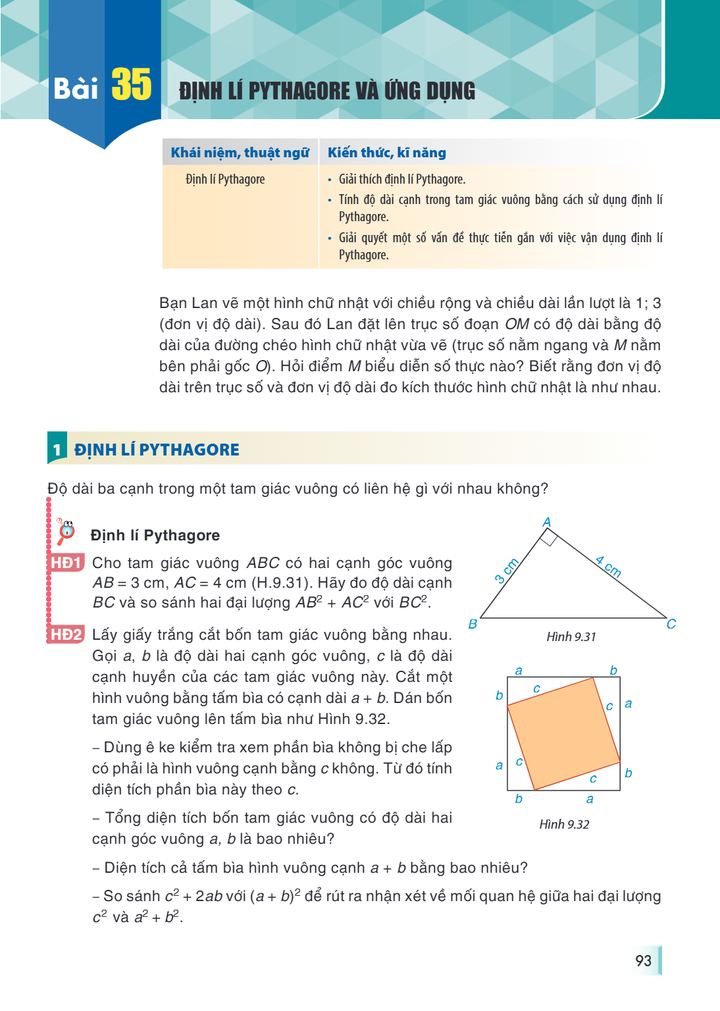 Bài 35 ĐỊNH LÍ PYTHAGORE VÀ ỨNG DỤNG
Khái niệm, thuật ngữ
Kiến thức, kĩ năng
Định lí Pythagore
• Giải thích định lí Pythagore.
• Tính độ dài cạnh trong tam giác vuông bằng cách sử dụng định lí
Pythagore.
• Giải quyết một số vấn đề thực tiễn gắn với việc vận dụng định lí
Pythagore.
Bạn Lan vẽ một hình chữ nhật với chiều rộng và chiều dài lần lượt là 1; 3
(đơn vị độ dài). Sau đó Lan đặt lên trục số đoạn OM có độ dài bằng độ
dài của đường chéo hình chữ nhật vừa vẽ (trục số nằm ngang và M nằm
bên phải gốc O). Hỏi điểm M biểu diễn số thực nào? Biết rằng đơn vị độ
dài trên trục số và đơn vị độ dài đo kích thước hình chữ nhật là như nhau.
1 ĐỊNH LÍ PYTHAGORE
Độ dài ba cạnh trong một tam giác vuông có liên hệ gì với nhau không?
Định lí Pythagore
HĐ1 Cho tam giác vuông ABC có hai cạnh góc vuông
AB = 3 cm, AC = 4 cm (H.9.31). Hãy đo độ dài cạnh
BC và so sánh hai đại lượng AB² + AC² với BC².
A
3 cm
4 cm
B
C
Hình 9.31
HĐ2 Lấy giấy trắng cắt bốn tam giác vuông bằng nhau.
Gọi a, b là độ dài hai cạnh góc vuông, c là độ dài
cạnh huyền của các tam giác vuông này. Cắt một
hình vuông bằng tấm bìa có cạnh dài a + b. Dán bốn
tam giác vuông lên tấm bìa như Hình 9.32.
– Dùng ê ke kiểm tra xem phần bìa không bị che lấp
có phải là hình vuông cạnh bằng c không. Từ đó tính
diện tích phần bìa này theo c.
– Tổng diện tích bốn tam giác vuông có độ dài hai
cạnh góc vuông a, b là bao nhiêu?
a b
b c
c a
a c
c b
b a
Hình 9.32
– Diện tích cả tấm bìa hình vuông cạnh a + b bằng bao nhiêu?
– So sánh c² + 2ab với (a + b)² để rút ra nhận xét về mối quan hệ giữa hai đại lượng
c² và a² + b².
93